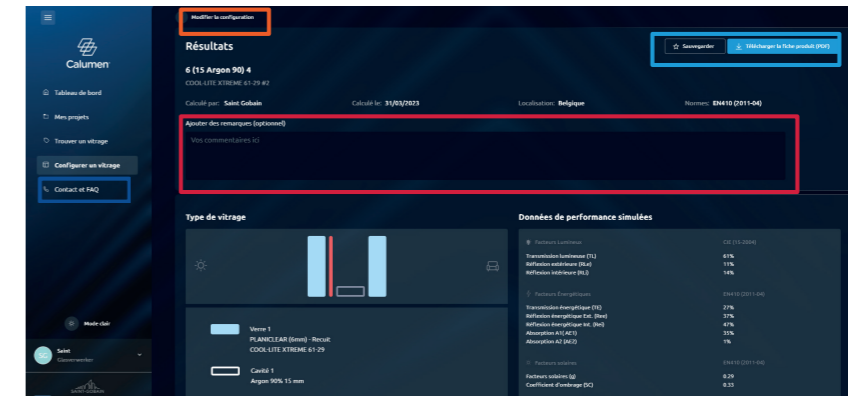 Modifier la configuration
Calumen
Tableau de bord
Mes projets
Trouver un vitrage
Configurer un vitrage
Contact et FAQ
Mode clair
SG
Saint
SAINT-GOBAIN
Résultats
Sauvegarder
Télécharger la fiche produit (PDF)
6 (15 Argon 90) 4
COOL-LITE XTREME 61-29 #2
Calculé par: Saint Gobain
Calculé le: 31/03/2023
Localisation: Belgique
Normes: EN410 (2011-04)
Ajouter des remarques (optionnel)
Vos commentaires ici
Type de vitrage
Verre 1
PLANICLEAR (6mm) - Recuit
COOL-LITE XTREME 61-29
Cavité 1
Argon 90% 15 mm
Données de performance simulées
Facteurs Lumineux CIE (15-2004)
Transmission lumineuse (TL) 61%
Réflexion extérieure (RLe) 11%
Réflexion intérieure (RLi) 14%
Facteurs Énergétiques EN410 (2011-04)
Transmission énergétique (TE) 27%
Réflexion énergétique Ext. (Ree) 37%
Réflexion énergétique Int. (Rei) 47%
Absorption A1( AE1) 35%
Absorption A2 (AE2) 1%
Facteurs solaires EN410 (2011-04)
Facteurs solaires (g) 0.29
Coefficient d'ombrage (SC) 0.33